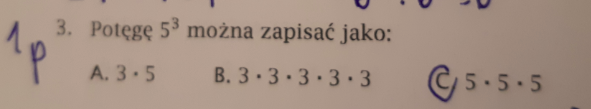 1p 3. Potęgę 5³ można zapisać jako:
A. 3 · 5 B. 3 · 3 · 3 · 3 · 3 C. 5 · 5 · 5